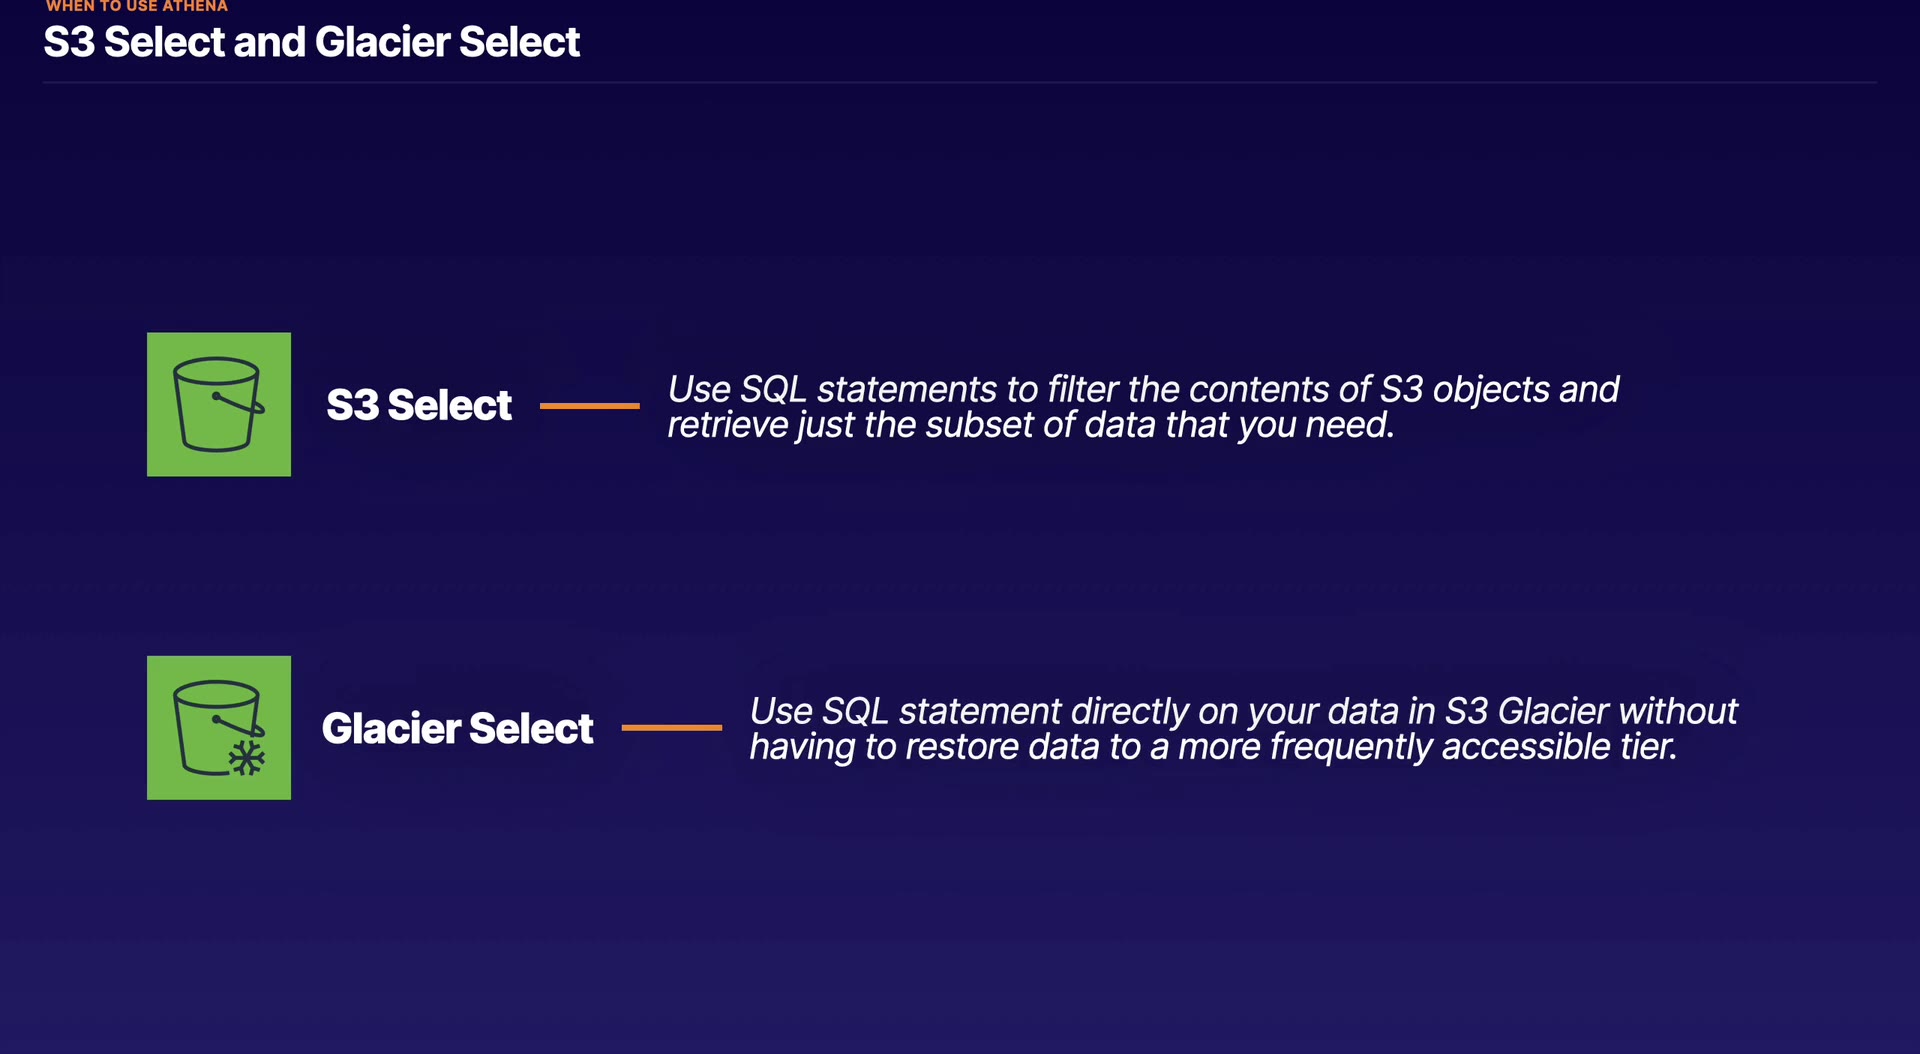 WHEN TO USE ATHENA
S3 Select and Glacier Select
S3 Select
Use SQL statements to filter the contents of S3 objects and
retrieve just the subset of data that you need.
Glacier Select
Use SQL statement directly on your data in S3 Glacier without
having to restore data to a more frequently accessible tier.